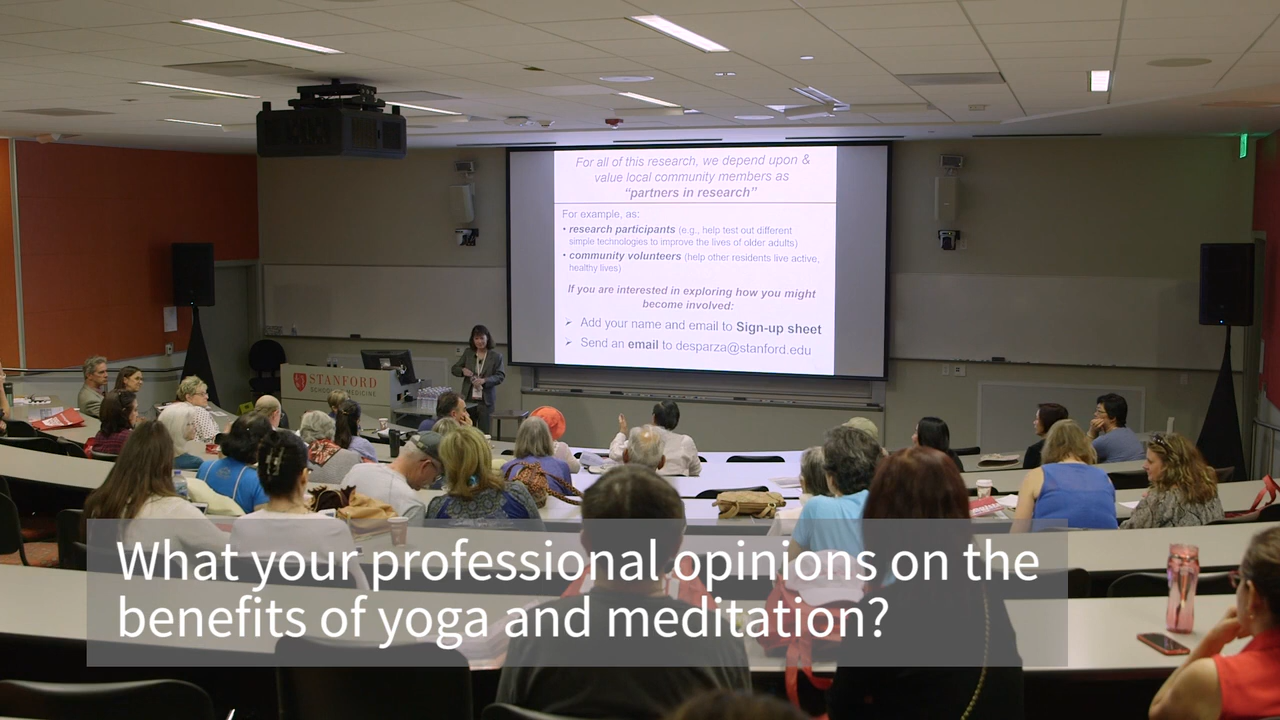 For all of this research, we depend upon &
value local community members as
“partners in research”
For example, as:
• research participants (e.g., help test out different
simple technologies to improve the lives of older adults)
• community volunteers (help other residents live active,
healthy lives)
If you are interested in exploring how you might
become involved:
➢ Add your name and email to Sign-up sheet
➢ Send an email to desparza@stanford.edu
STANFORD
SCHOOL OF MEDICINE
What your professional opinions on the
benefits of yoga and meditation?